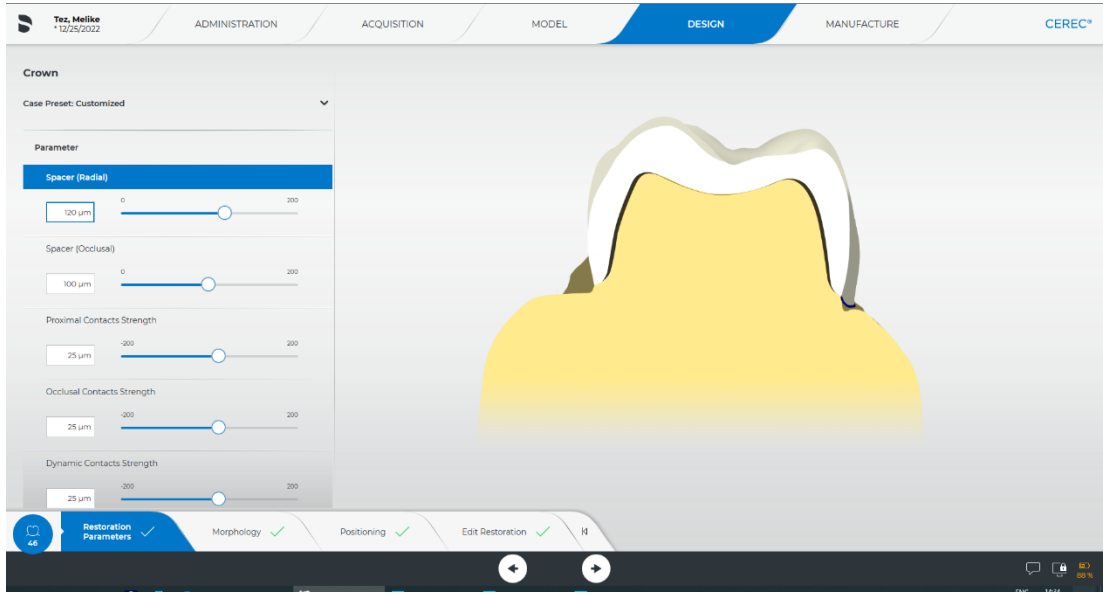 Tez, Melike
* 12/25/2022
ADMINISTRATION
ACQUISITION
MODEL
DESIGN
MANUFACTURE
CEREC®
Crown
Case Preset: Customized
Parameter
Spacer (Radial)
0 200
120 µm
Spacer (Occlusal)
0 200
100 µm
Proximal Contacts Strength
-200 200
25 µm
Occlusal Contacts Strength
-200 200
25 µm
Dynamic Contacts Strength
-200 200
25 µm
46
Restoration
Parameters
Morphology
Positioning
Edit Restoration
88 %